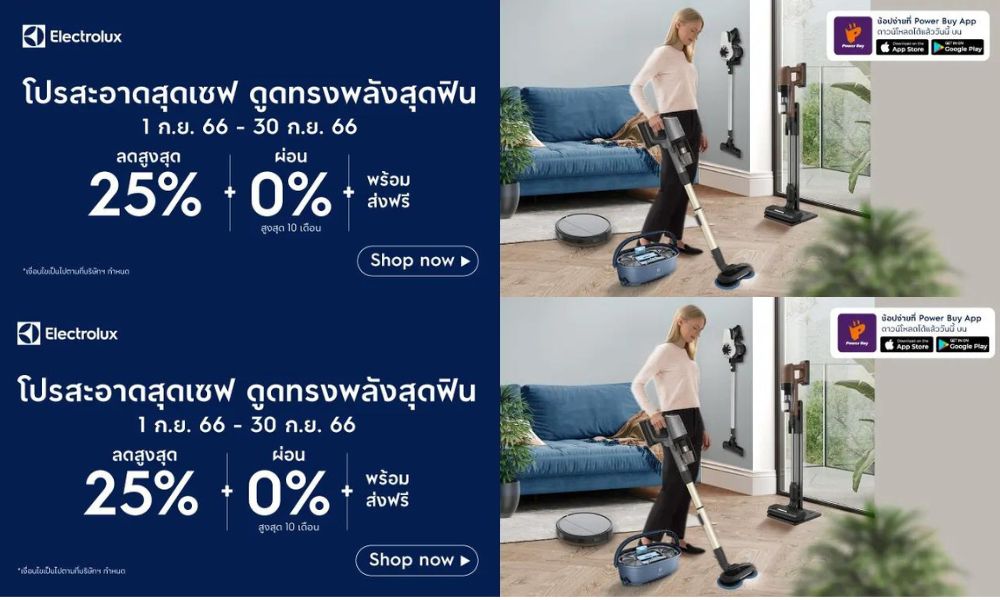 Electrolux
โปรสะอาดสุดเซฟ ดูดทรงพลังสุดฟิน
1 ก.ย. 66 - 30 ก.ย. 66
ลดสูงสุด
25%
+
ผ่อน
0%
สูงสุด 10 เดือน
+
พร้อม
ส่งฟรี
Shop now
*เงื่อนไขเป็นไปตามที่บริษัทฯ กำหนด
Power Buy
ช้อปง่ายที่ Power Buy App
ดาวน์โหลดได้แล้ววันนี้ บน
Download on the
App Store
GET IN ON
Google Play
Electrolux
โปรสะอาดสุดเซฟ ดูดทรงพลังสุดฟิน
1 ก.ย. 66 - 30 ก.ย. 66
ลดสูงสุด
25%
+
ผ่อน
0%
สูงสุด 10 เดือน
+
พร้อม
ส่งฟรี
Shop now
*เงื่อนไขเป็นไปตามที่บริษัทฯ กำหนด
Power Buy
ช้อปง่ายที่ Power Buy App
ดาวน์โหลดได้แล้ววันนี้ บน
Download on the
App Store
GET IN ON
Google Play